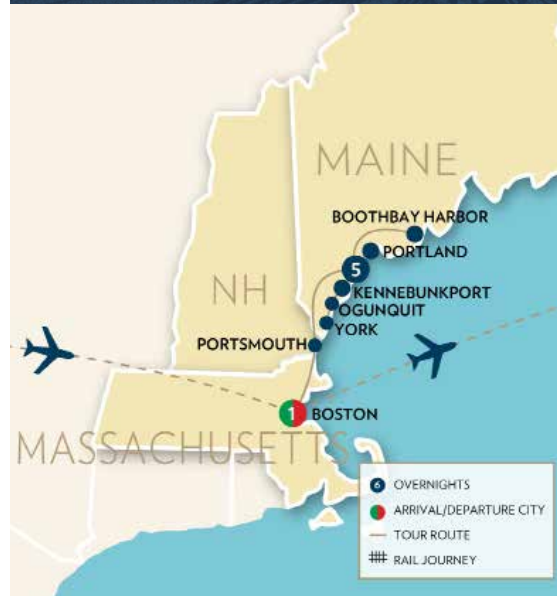 MAINE
BOOTHBAY HARBOR
PORTLAND
5
KENNEBUNKPORT
OGUNQUIT
YORK
NH
PORTSMOUTH
1 BOSTON
MASSACHUSETTS
6 OVERNIGHTS
ARRIVAL/DEPARTURE CITY
TOUR ROUTE
RAIL JOURNEY